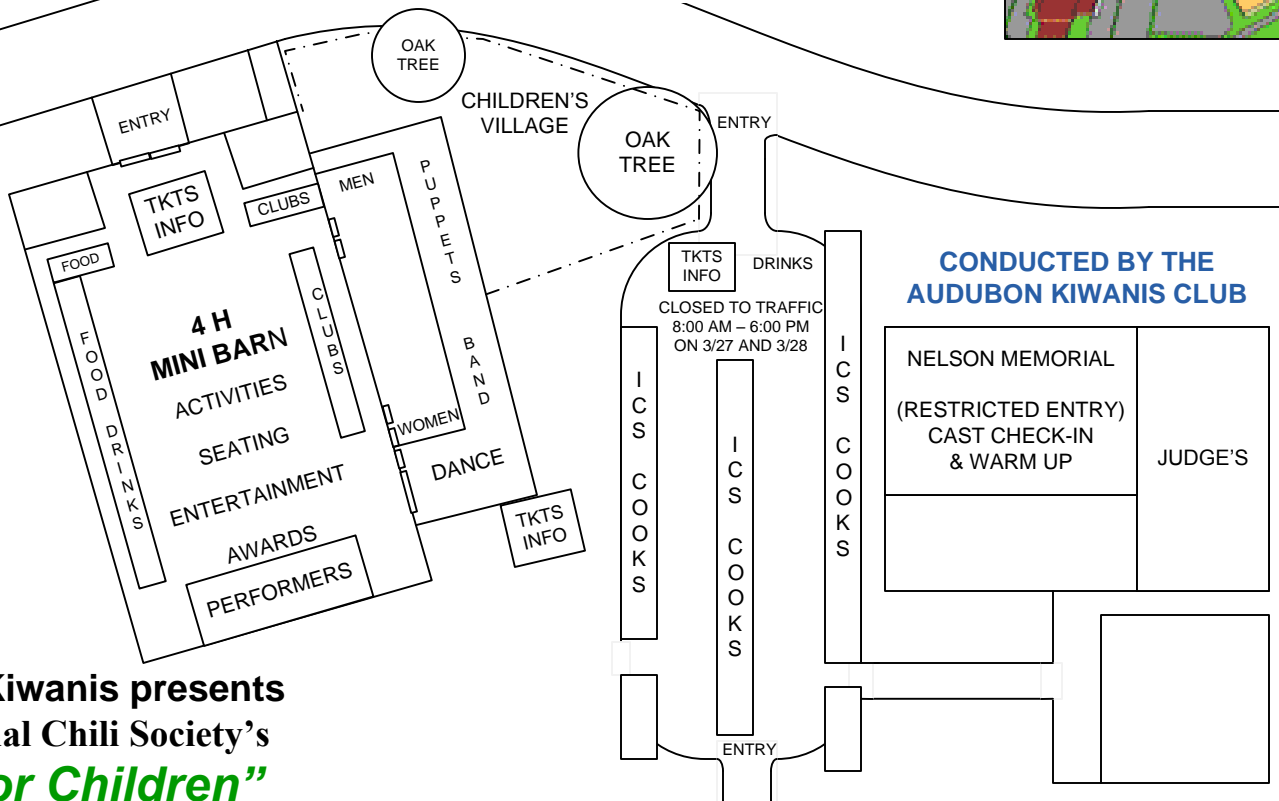 OAK
TREE
CHILDREN'S
VILLAGE
OAK
TREE
ENTRY
ENTRY
TKTS
INFO
CLUBS
MEN
PUPPETS BAND
FOOD
FOOD DRINKS
CLUBS
4 H
MINI BARN
ACTIVITIES
SEATING
ENTERTAINMENT
AWARDS
PERFORMERS
WOMEN
DANCE
TKTS
INFO
TKTS
INFO
DRINKS
CLOSED TO TRAFFIC
8:00 AM – 6:00 PM
ON 3/27 AND 3/28
ICS COOKS
ICS COOKS
ICS COOKS
ENTRY
CONDUCTED BY THE
AUDUBON KIWANIS CLUB
NELSON MEMORIAL
(RESTRICTED ENTRY)
CAST CHECK-IN
& WARM UP
JUDGE'S
Kiwanis presents
al Chili Society's
or Children”